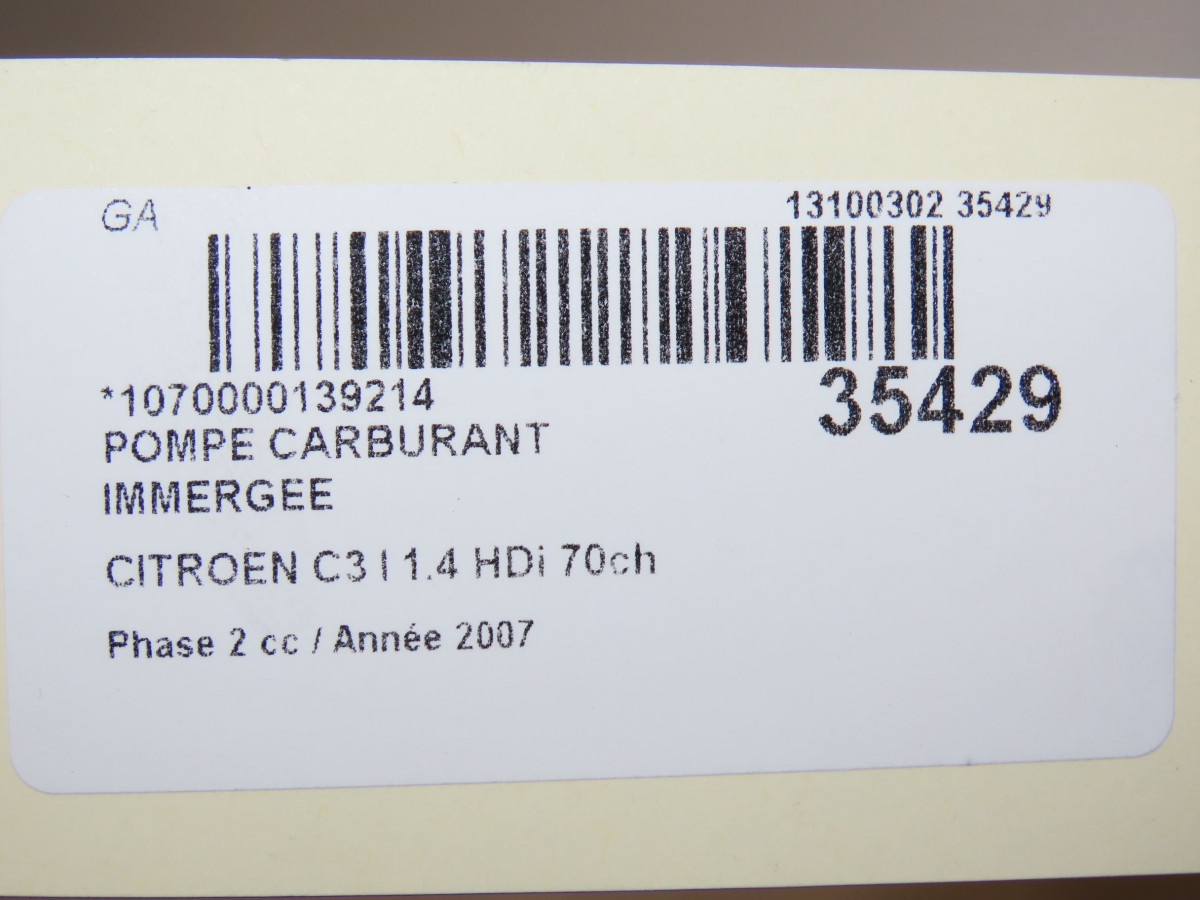 GA
13100302 35429
*1070000139214
35429
POMPE CARBURANT
IMMERGEE
CITROEN C3 I 1.4 HDi 70ch
Phase 2 cc / Année 2007